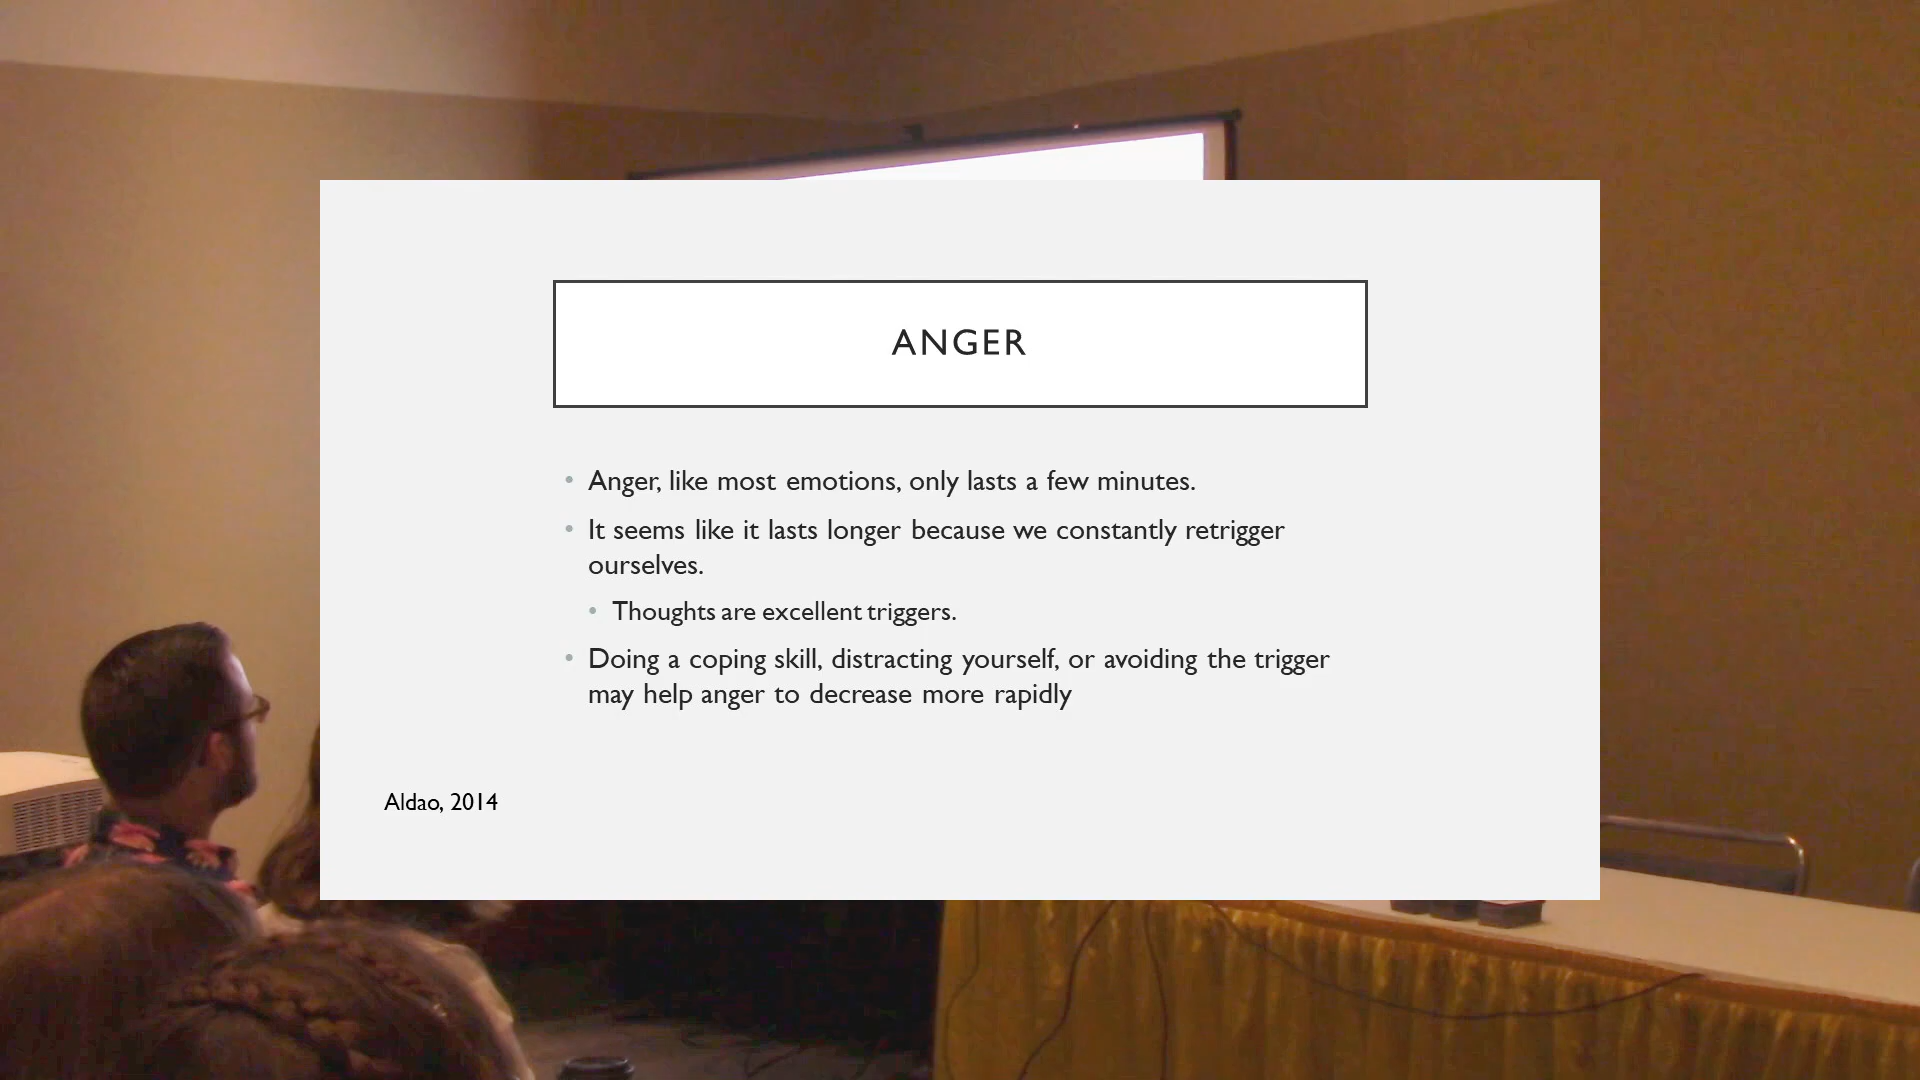 ANGER
Anger, like most emotions, only lasts a few minutes.
It seems like it lasts longer because we constantly retrigger
ourselves.
Thoughts are excellent triggers.
Doing a coping skill, distracting yourself, or avoiding the trigger
may help anger to decrease more rapidly
Aldao, 2014